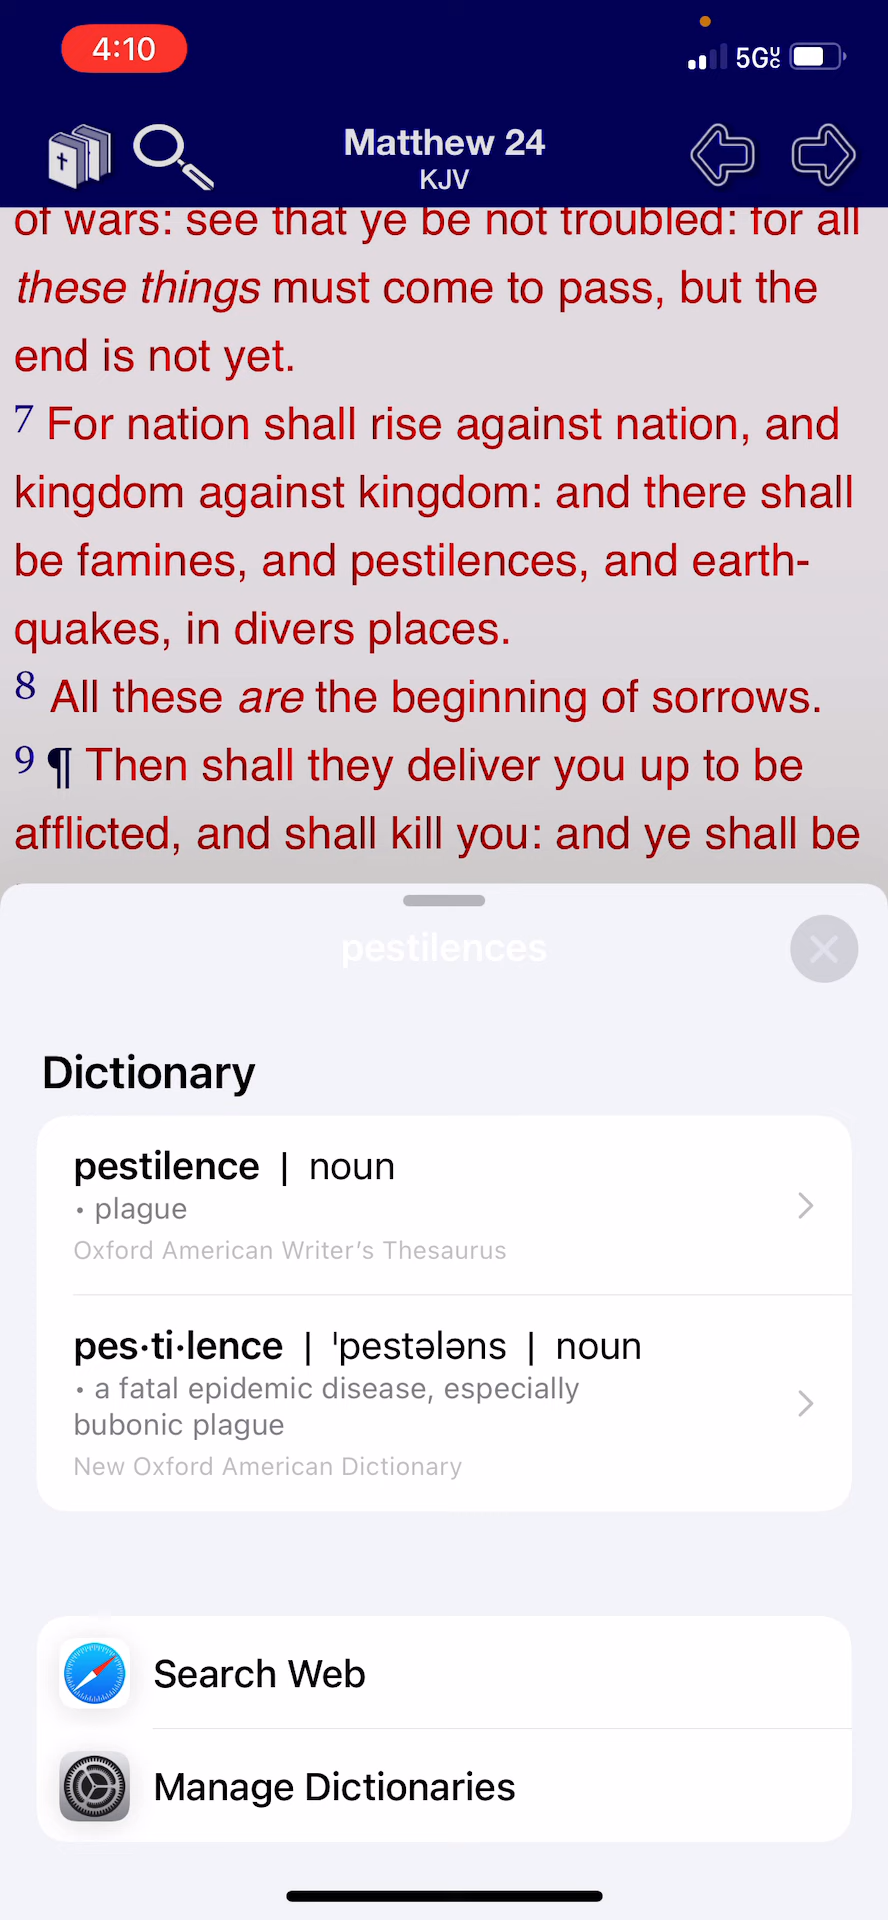 4:10
5G
Matthew 24
KJV
of wars: see that ye be not troubled: for all
these things must come to pass, but the
end is not yet.
7 For nation shall rise against nation, and
kingdom against kingdom: and there shall
be famines, and pestilences, and earth-
quakes, in divers places.
8 All these are the beginning of sorrows.
9 ¶ Then shall they deliver you up to be
afflicted, and shall kill you: and ye shall be
pestilences
Dictionary
pestilence | noun
• plague
Oxford American Writer’s Thesaurus
pes·ti·lence | ˈpestələns | noun
• a fatal epidemic disease, especially
bubonic plague
New Oxford American Dictionary
Search Web
Manage Dictionaries